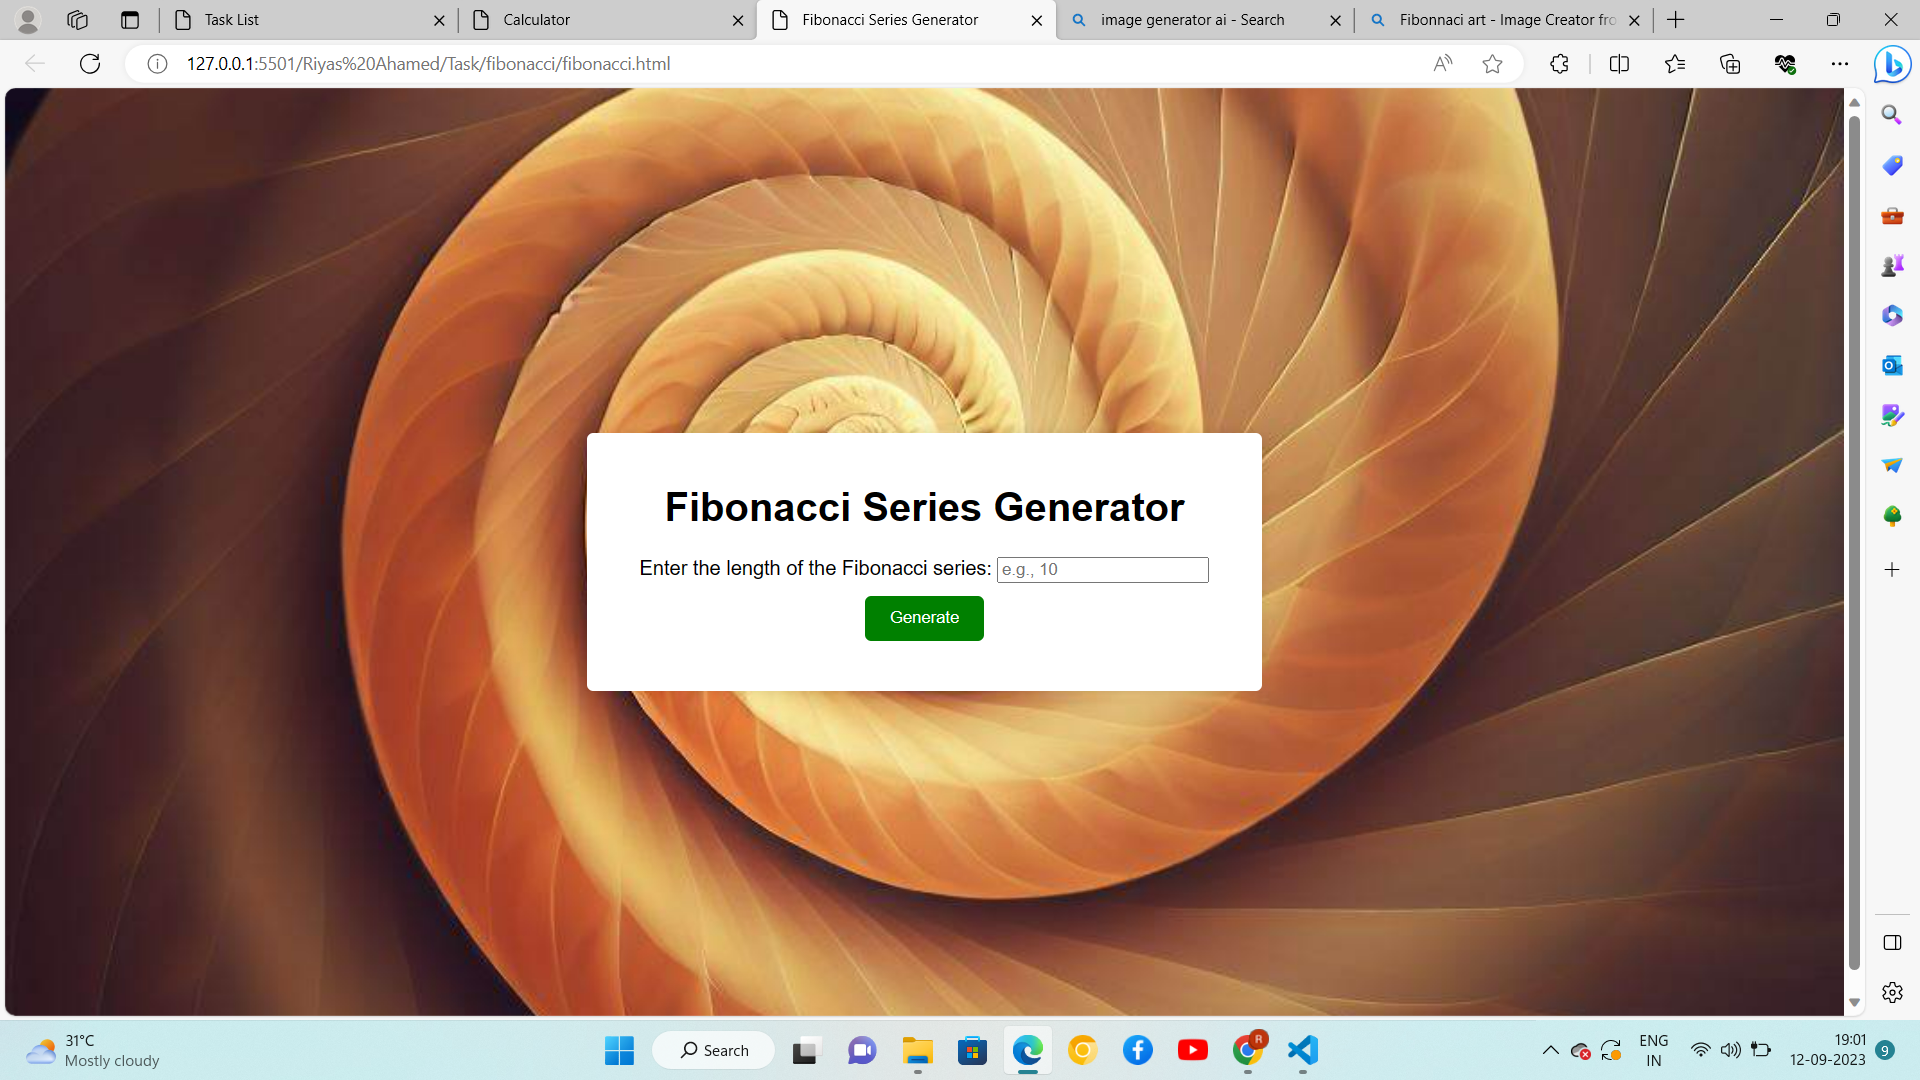 Task List
Calculator
Fibonacci Series Generator
image generator ai - Search
Fibonnaci art - Image Creator fro
127.0.0.1:5501/Riyas%20Ahamed/Task/fibonacci/fibonacci.html
Fibonacci Series Generator
Enter the length of the Fibonacci series: e.g., 10
Generate
31°C
Mostly cloudy
Search
R
ENG
IN
19:01
12-09-2023
9